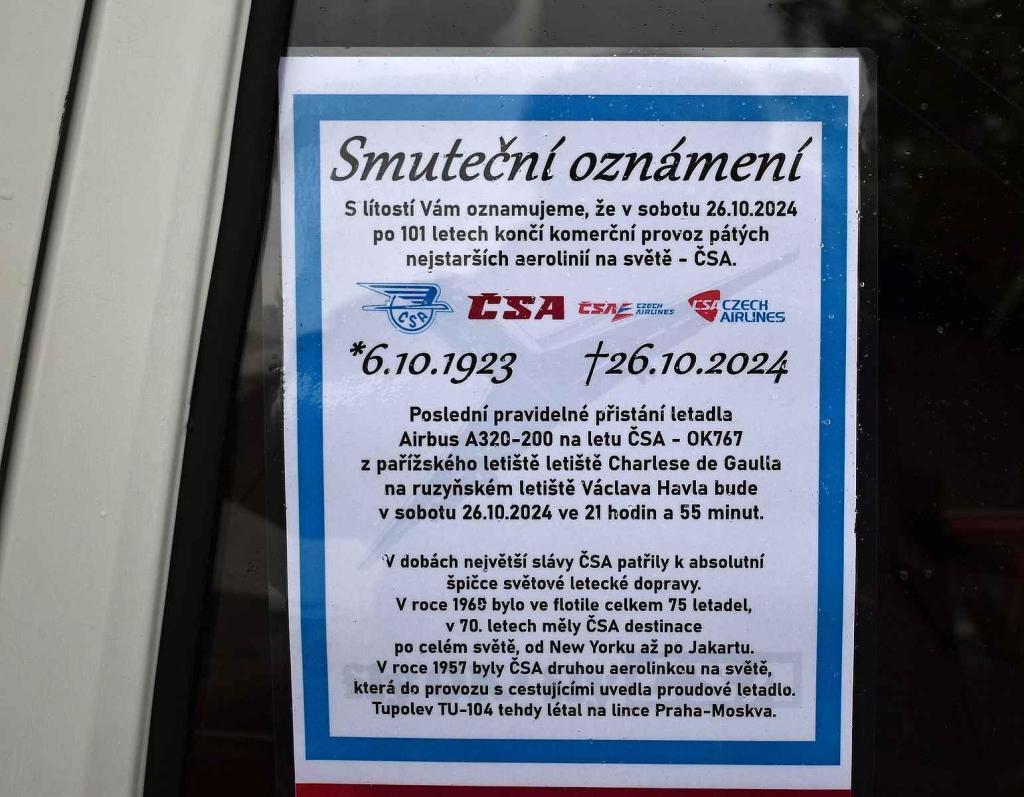 Smuteční oznámení
S lítostí Vám oznamujeme, že v sobotu 26.10.2024
po 101 letech končí komerční provoz pátých
nejstarších aerolinií na světě - ČSA.
ČSA ČSA ČSA CZECH AIRLINES CSA CZECH AIRLINES
*6.10.1923 †26.10.2024
Poslední pravidelné přistání letadla
Airbus A320-200 na letu ČSA - OK767
z pařížského letiště letiště Charlese de Gaulla
na ruzyňském letišti Václava Havla bude
v sobotu 26.10.2024 ve 21 hodin a 55 minut.
V dobách největší slávy ČSA patřily k absolutní
špičce světové letecké dopravy.
V roce 1965 bylo ve flotile celkem 75 letadel,
v 70. letech měly ČSA destinace
po celém světě, od New Yorku až po Jakartu.
V roce 1957 byly ČSA druhou aerolinkou na světě,
která do provozu s cestujícími uvedla proudové letadlo.
Tupolev TU-104 tehdy létal na lince Praha-Moskva.